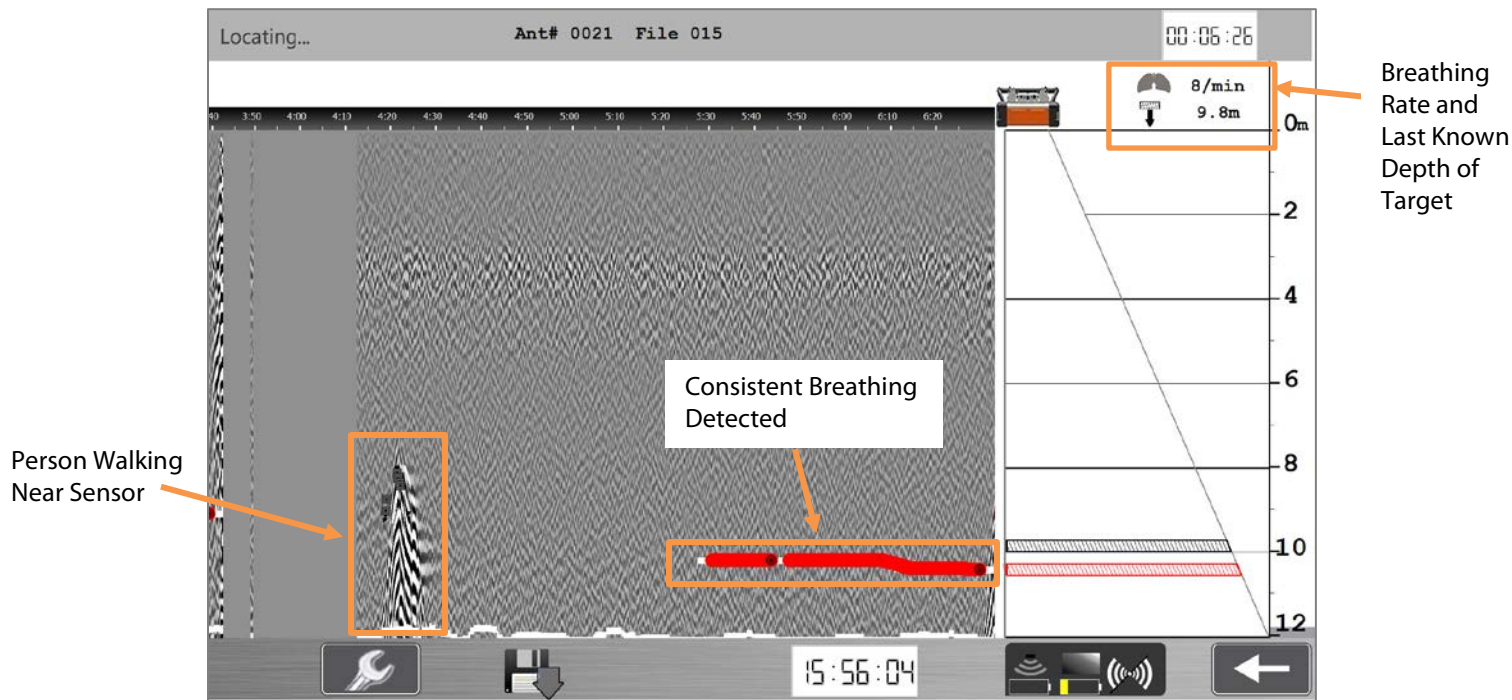 Locating...
Ant# 0021 File 015
00:06:26
8/min
9.8m
Breathing
Rate and
Last Known
Depth of
Target
40 3:50 4:00 4:10 4:20 4:30 4:40 4:50 5:00 5:10 5:20 5:30 5:40 5:50 6:00 6:10 6:20
0m
2
4
6
Consistent Breathing
Detected
Person Walking
Near Sensor
8
10
12
15:56:04